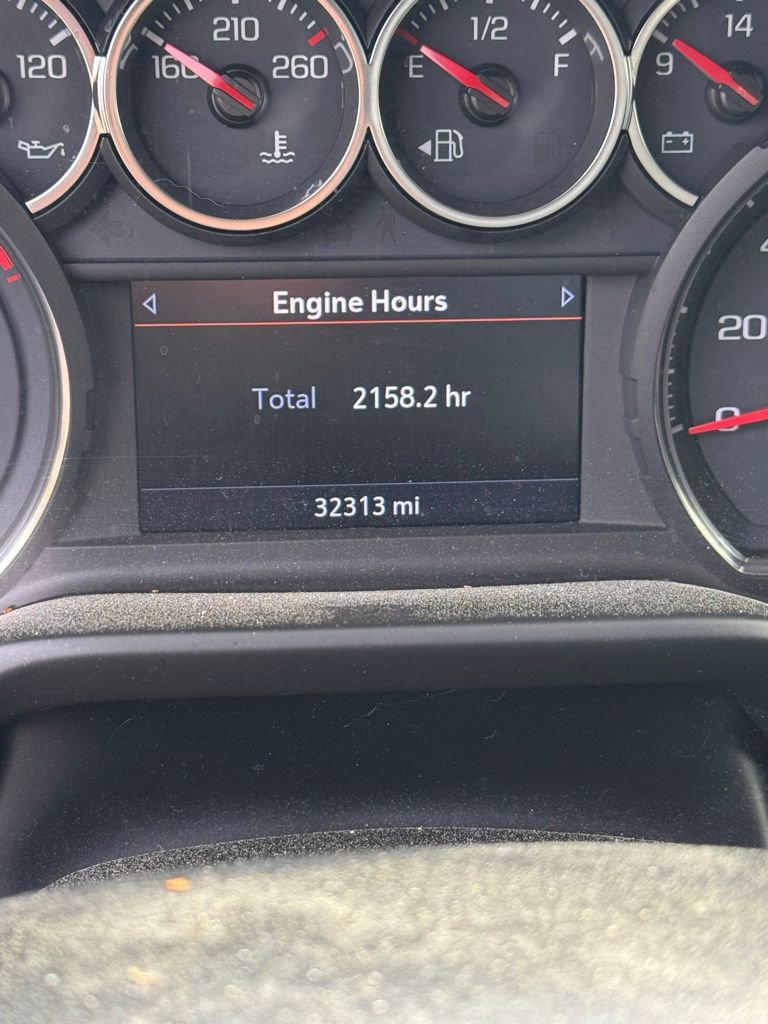 120
160 210 260
E 1/2 F
9 14
Engine Hours
Total 2158.2 hr
32313 mi
20
0